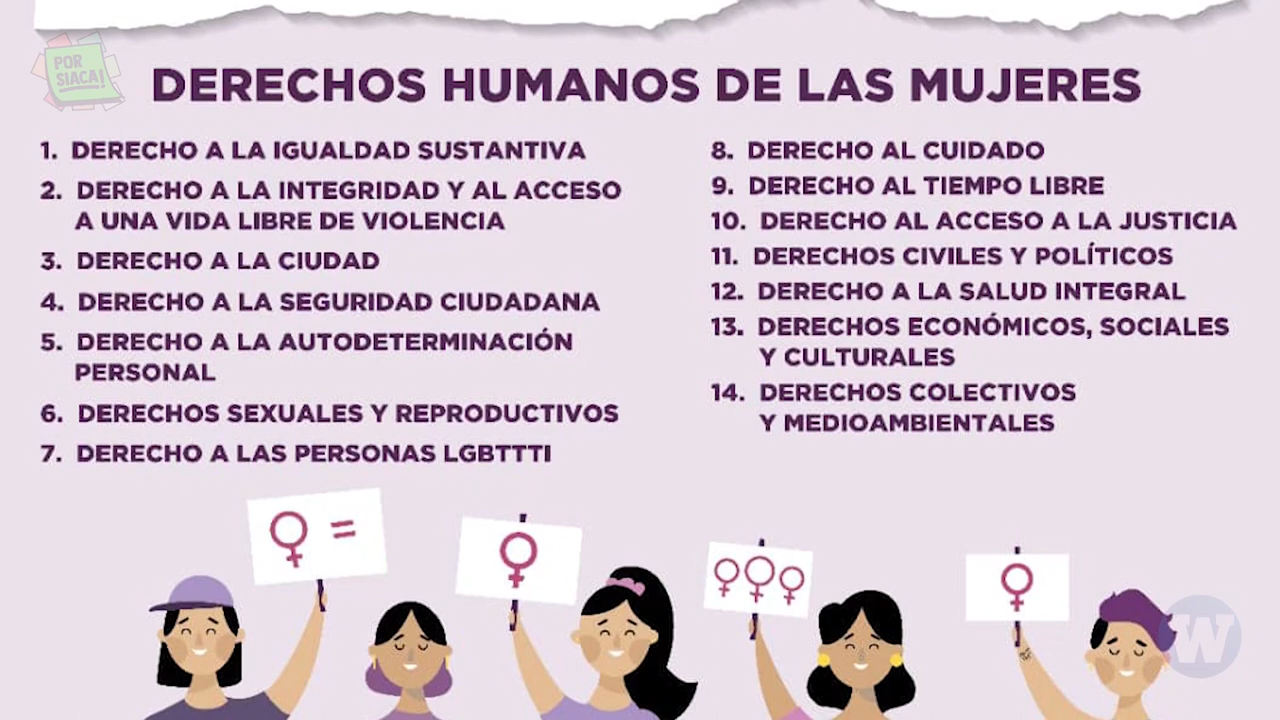 POR
SIACA!
DERECHOS HUMANOS DE LAS MUJERES
1. DERECHO A LA IGUALDAD SUSTANTIVA
2. DERECHO A LA INTEGRIDAD Y AL ACCESO
A UNA VIDA LIBRE DE VIOLENCIA
3. DERECHO A LA CIUDAD
4. DERECHO A LA SEGURIDAD CIUDADANA
5. DERECHO A LA AUTODETERMINACIÓN
PERSONAL
6. DERECHOS SEXUALES Y REPRODUCTIVOS
7. DERECHO A LAS PERSONAS LGBTTTI
8. DERECHO AL CUIDADO
9. DERECHO AL TIEMPO LIBRE
10. DERECHO AL ACCESO A LA JUSTICIA
11. DERECHOS CIVILES Y POLÍTICOS
12. DERECHO A LA SALUD INTEGRAL
13. DERECHOS ECONÓMICOS, SOCIALES
Y CULTURALES
14. DERECHOS COLECTIVOS
Y MEDIOAMBIENTALES
♀ =
♀
♀♀♀
♀
W